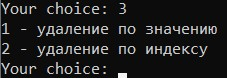 Your choice: 3
1 - удаление по значению
2 - удаление по индексу
Your choice: